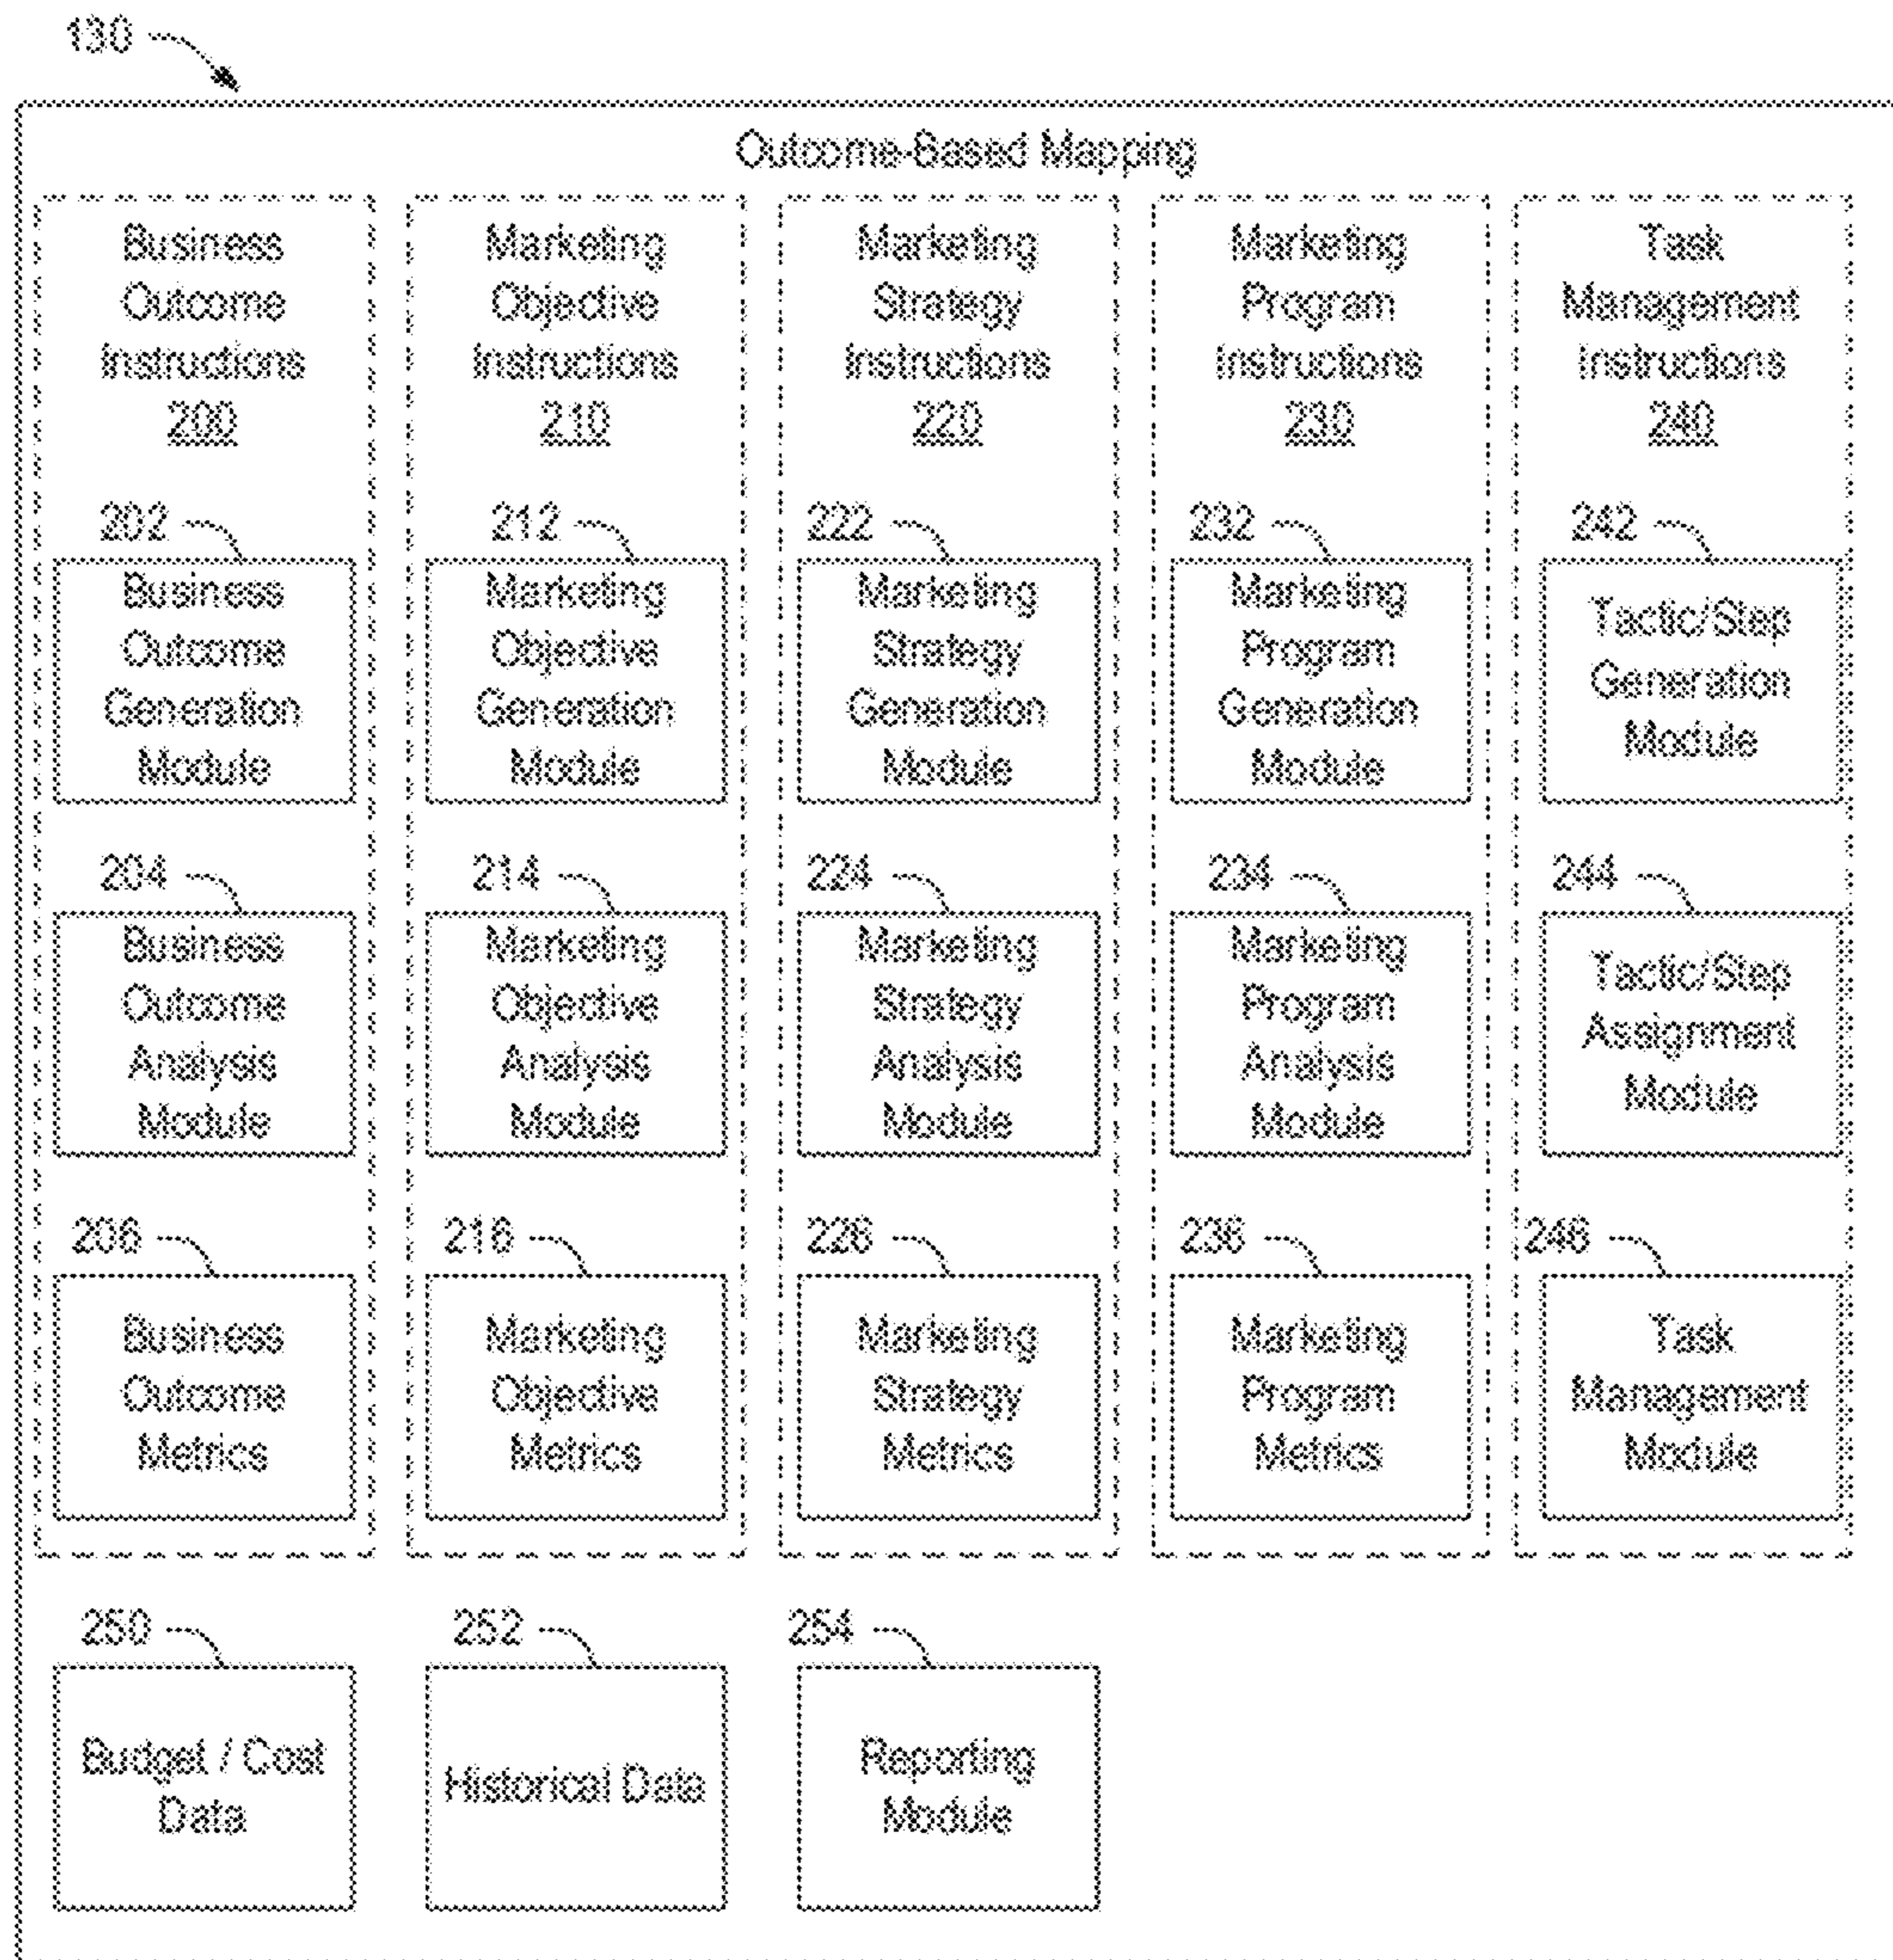 130
Outcome-Based Mapping
Business
Outcome
Instructions
200
Marketing
Objective
Instructions
210
Marketing
Strategy
Instructions
220
Marketing
Program
Instructions
230
Task
Management
Instructions
240
202
Business
Outcome
Generation
Module
212
Marketing
Objective
Generation
Module
222
Marketing
Strategy
Generation
Module
232
Marketing
Program
Generation
Module
242
Tactic/Step
Generation
Module
204
Business
Outcome
Analysis
Module
214
Marketing
Objective
Analysis
Module
224
Marketing
Strategy
Analysis
Module
234
Marketing
Program
Analysis
Module
244
Tactic/Step
Assignment
Module
206
Business
Outcome
Metrics
216
Marketing
Objective
Metrics
226
Marketing
Strategy
Metrics
236
Marketing
Program
Metrics
246
Task
Management
Module
250
Budget / Cost
Data
252
Historical Data
254
Reporting
Module